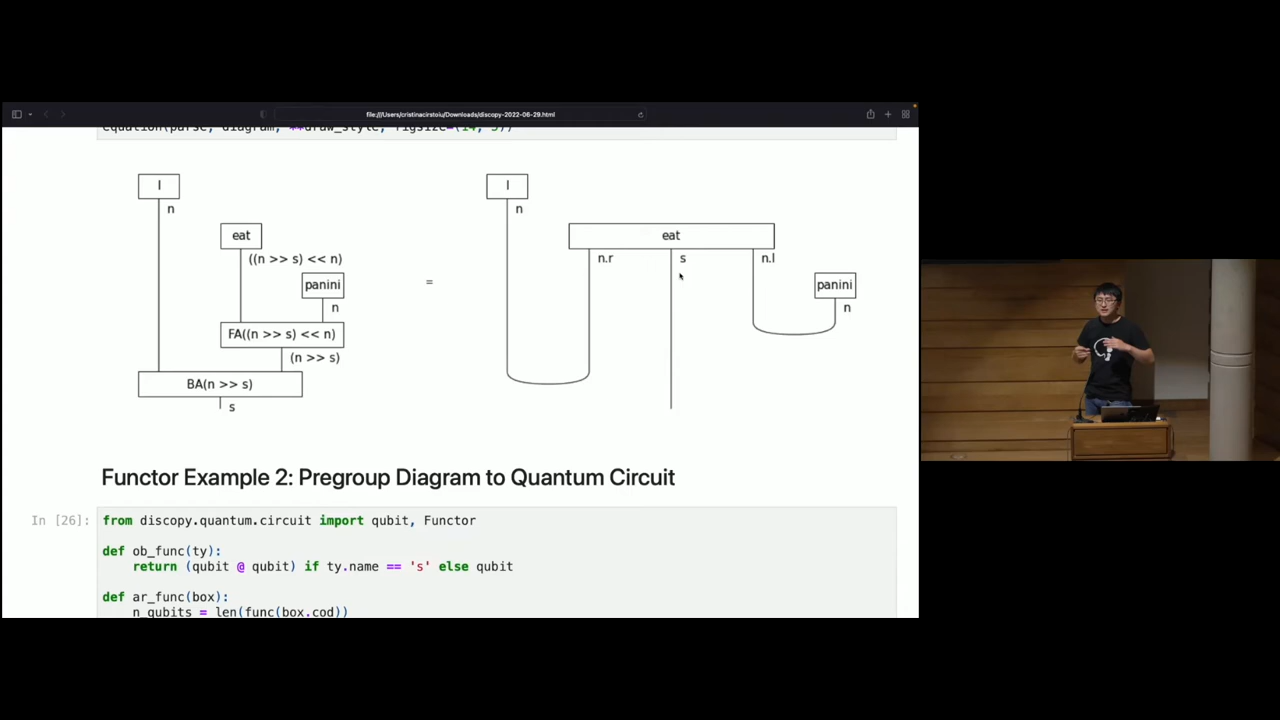 file:///Users/cristinacirstoiu/Downloads/discopy-2022-06-29.html
equation(parse, diagram, **draw_style, figsize=(14, 5))
I
n
eat
((n >> s) << n)
panini
n
FA((n >> s) << n)
(n >> s)
BA(n >> s)
s
=
I
n
eat
n.r
s
n.l
panini
n
Functor Example 2: Pregroup Diagram to Quantum Circuit
In [26]:
from discopy.quantum.circuit import qubit, Functor
def ob_func(ty):
return (qubit @ qubit) if ty.name == 's' else qubit
def ar_func(box):
n_qubits = len(func(box.cod))